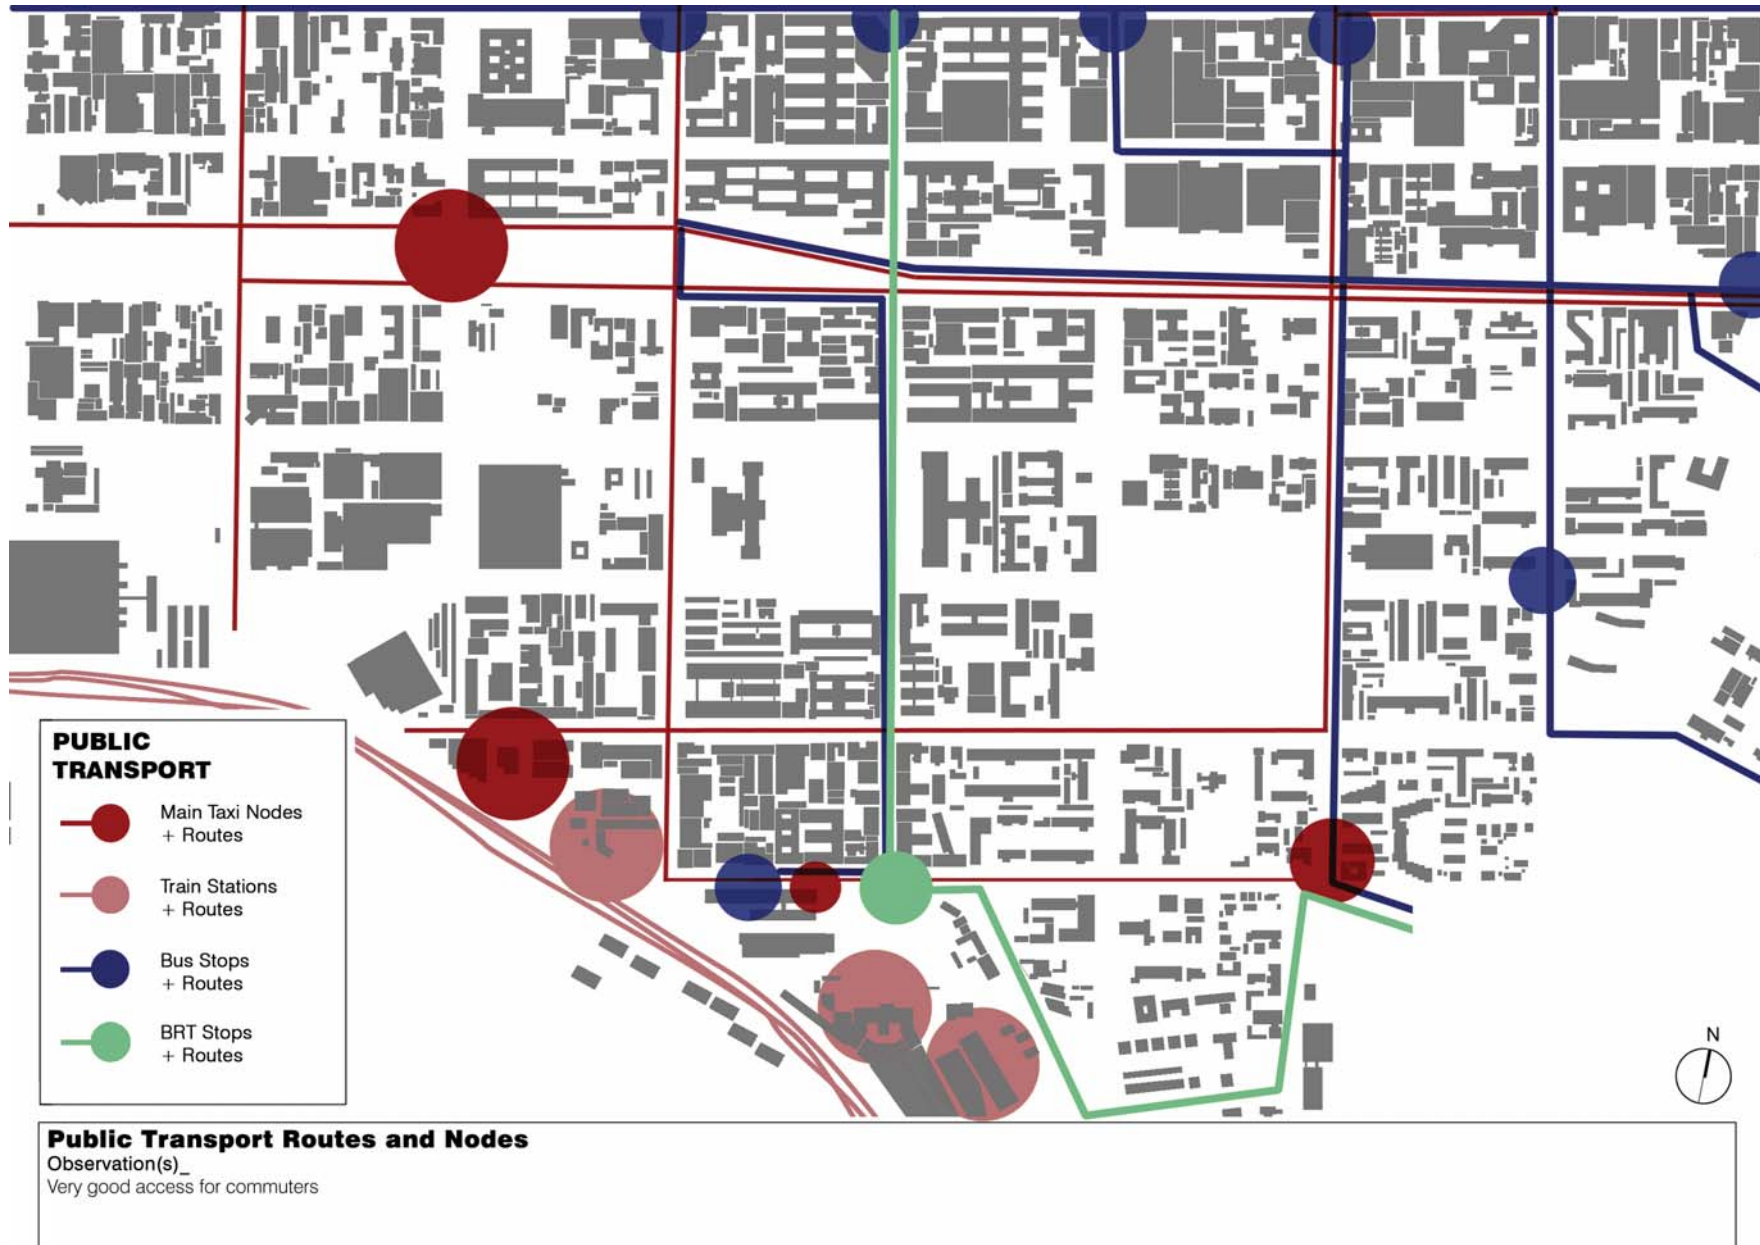 N
PUBLIC
TRANSPORT
Main Taxi Nodes
+ Routes
Train Stations
+ Routes
Bus Stops
+ Routes
BRT Stops
+ Routes
Public Transport Routes and Nodes
Observation(s)_
Very good access for commuters